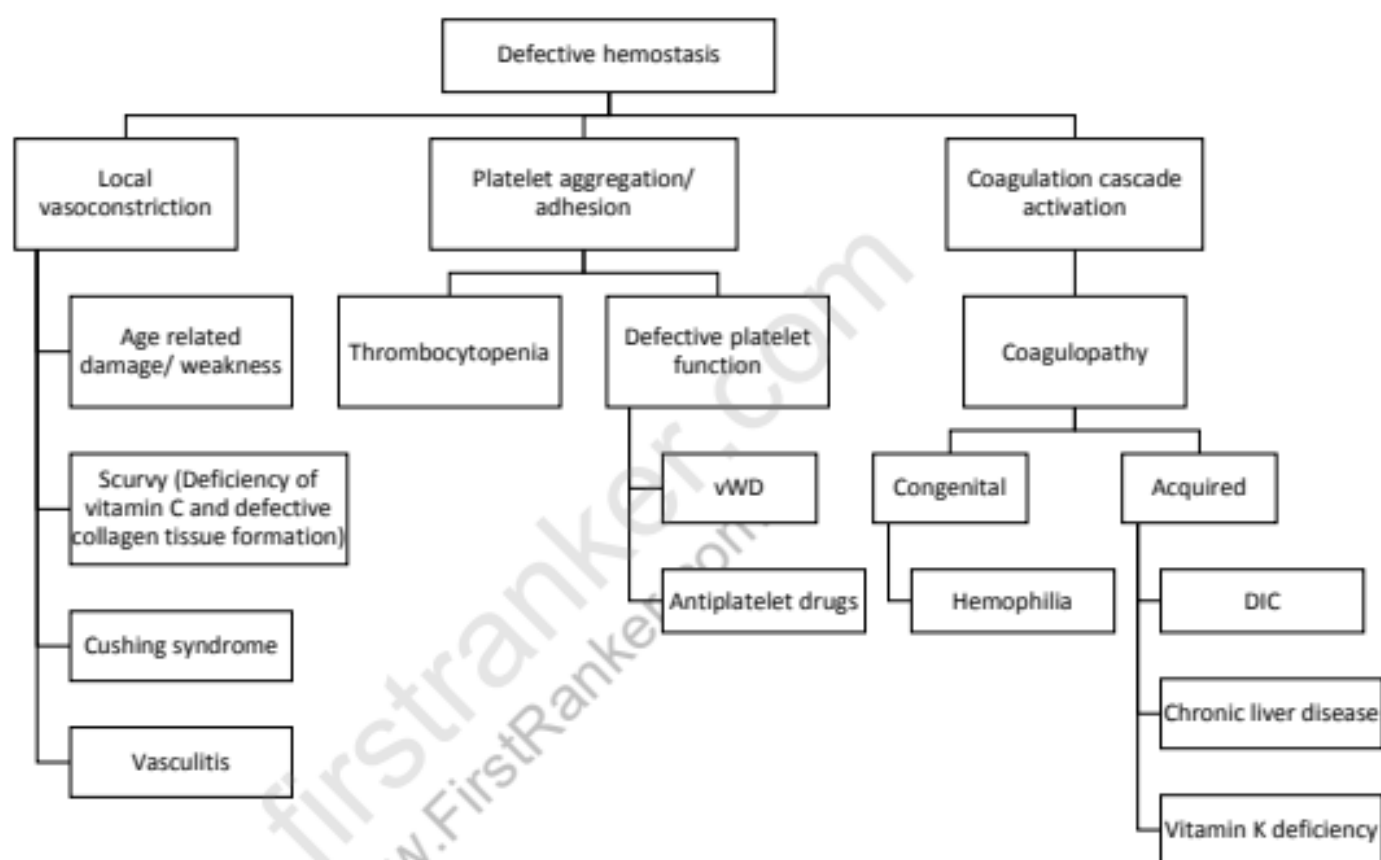 Defective hemostasis
Local
vasoconstriction
Platelet aggregation/
adhesion
Coagulation cascade
activation
Age related
damage/ weakness
Thrombocytopenia
Defective platelet
function
Coagulopathy
Scurvy (Deficiency of
vitamin C and defective
collagen tissue formation)
vWD
Congenital
Acquired
Antiplatelet drugs
Hemophilia
DIC
Cushing syndrome
Chronic liver disease
Vasculitis
Vitamin K deficiency
firstranker.com
w.FirstRanker.com